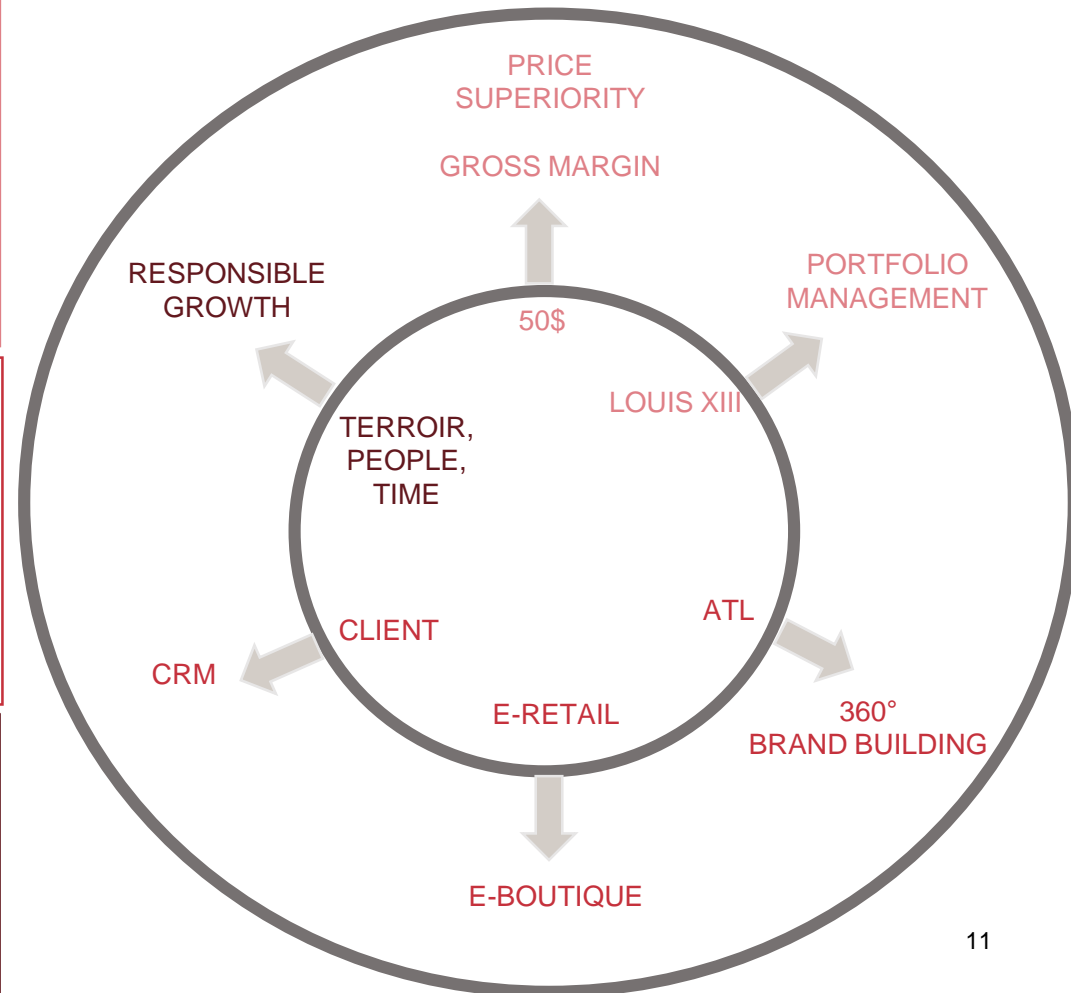 PRICE
SUPERIORITY
GROSS MARGIN
RESPONSIBLE
GROWTH
PORTFOLIO
MANAGEMENT
50$
LOUIS XIII
TERROIR,
PEOPLE,
TIME
CLIENT
ATL
CRM
E-RETAIL
360°
BRAND BUILDING
E-BOUTIQUE
11